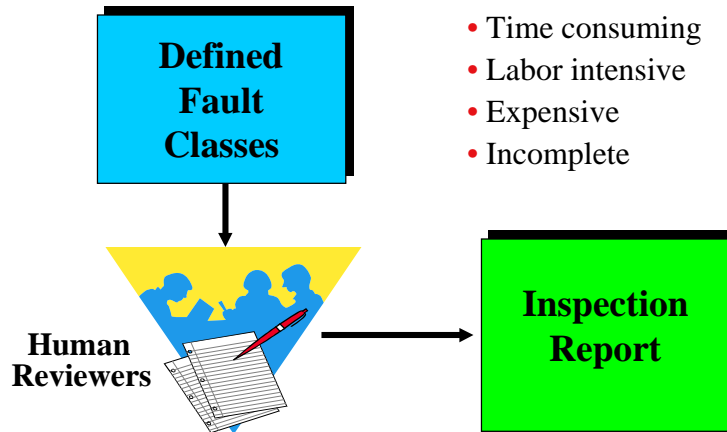 Defined
Fault
Classes
• Time consuming
• Labor intensive
• Expensive
• Incomplete
Human
Reviewers
Inspection
Report